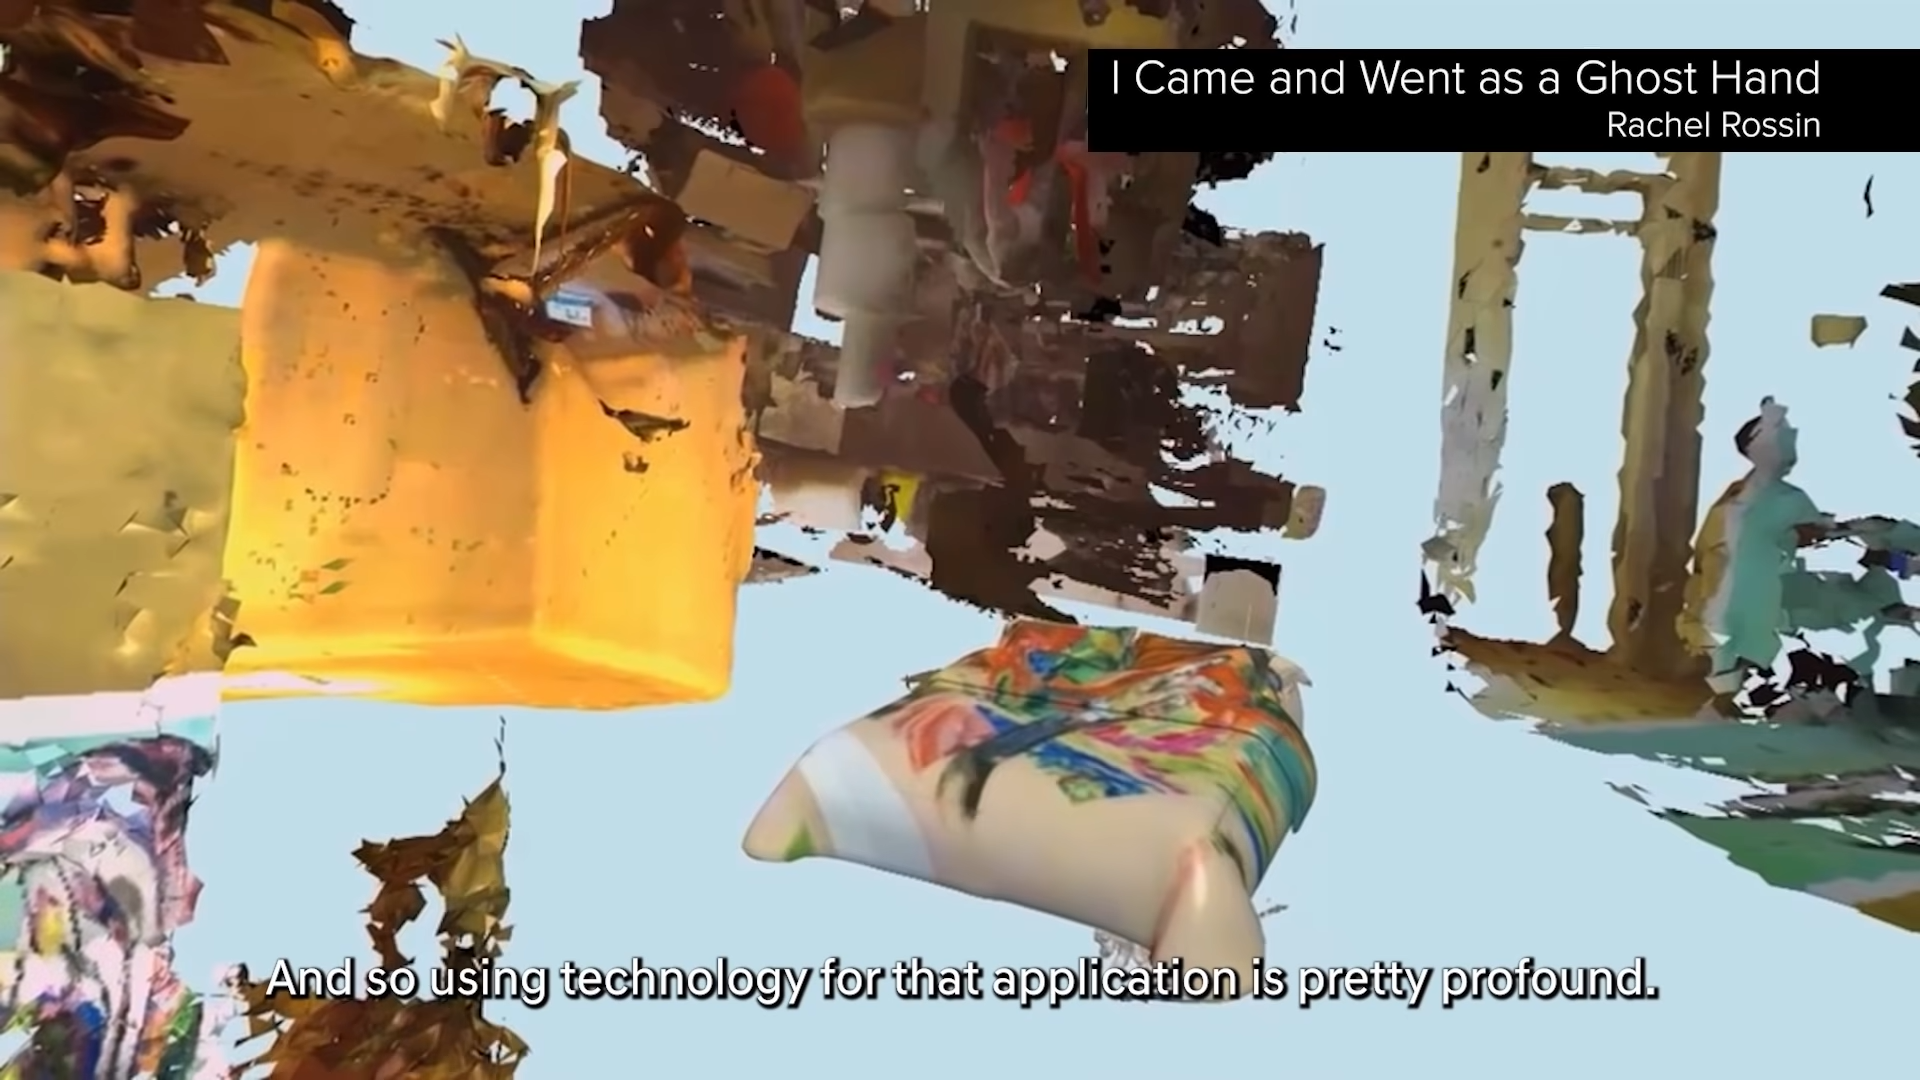 I Came and Went as a Ghost Hand
Rachel Rossin
And so using technology for that application is pretty profound.